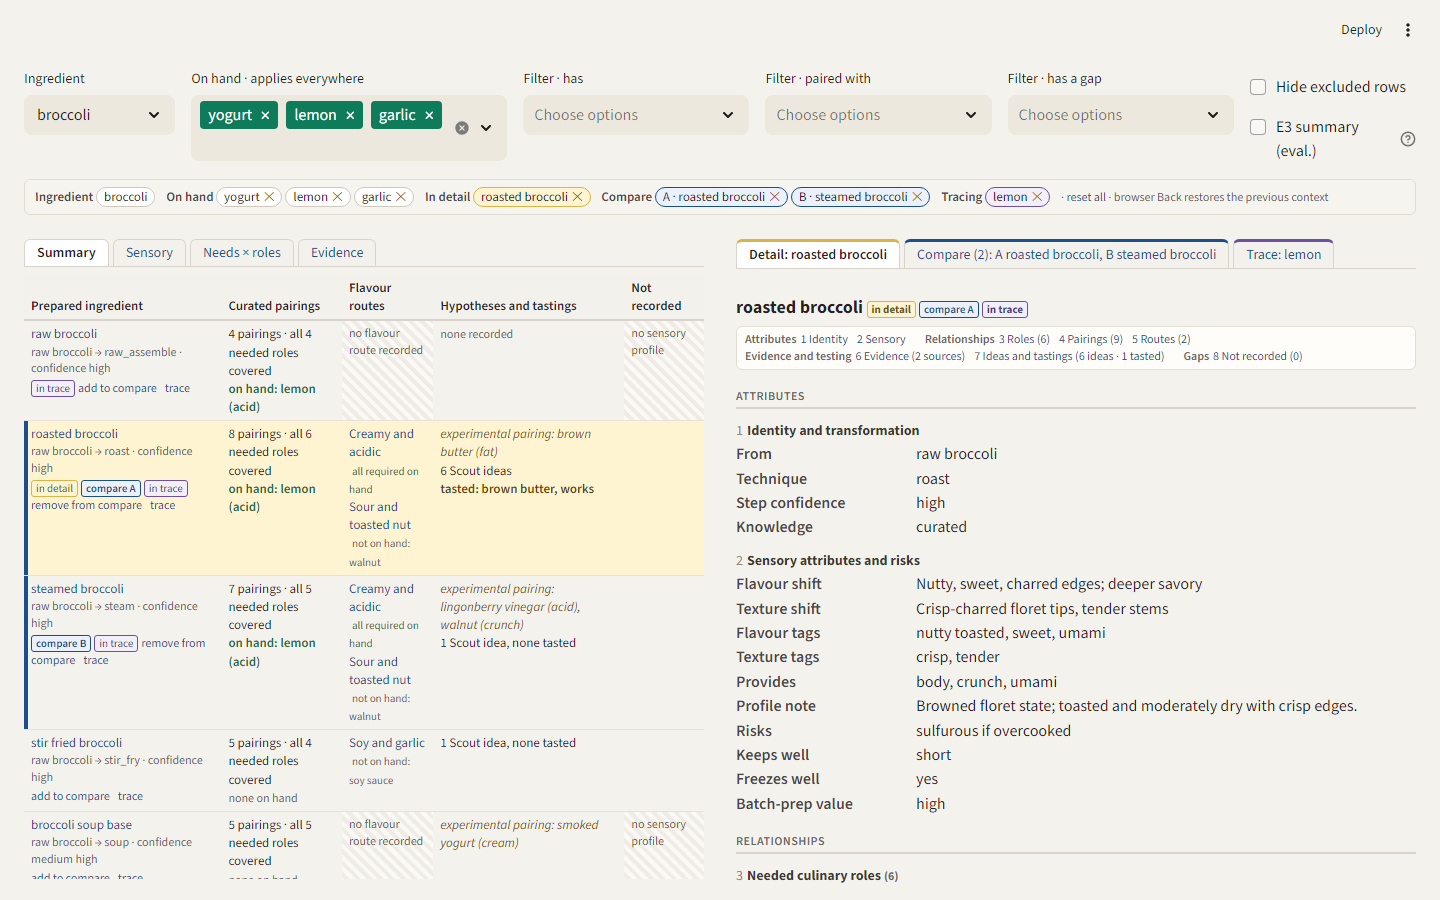 Deploy
Ingredient
On hand · applies everywhere
Filter · has
Filter · paired with
Filter · has a gap
broccoli
yogurt ×
lemon ×
garlic ×
Choose options
Choose options
Choose options
Hide excluded rows
E3 summary
(eval.)
Ingredient broccoli On hand yogurt × lemon × garlic × In detail roasted broccoli × Compare A · roasted broccoli × B · steamed broccoli × Tracing lemon × · reset all · browser Back restores the previous context
Summary
Sensory
Needs × roles
Evidence
Prepared ingredient
Curated pairings
Flavour
routes
Hypotheses and tastings
Not
recorded
raw broccoli
raw broccoli → raw_assemble ·
confidence high
in trace add to compare trace
4 pairings · all 4
needed roles
covered
on hand: lemon
(acid)
no flavour
route recorded
none recorded
no sensory
profile
roasted broccoli
raw broccoli → roast · confidence
high
in detail compare A in trace
remove from compare trace
8 pairings · all 6
needed roles
covered
on hand: lemon
(acid)
Creamy and
acidic
all required on
hand
Sour and
toasted nut
not on hand:
walnut
experimental pairing: brown
butter (fat)
6 Scout ideas
tasted: brown butter, works
steamed broccoli
raw broccoli → steam · confidence
high
compare B in trace remove from
compare trace
7 pairings · all 5
needed roles
covered
on hand: lemon
(acid)
Creamy and
acidic
all required on
hand
Sour and
toasted nut
not on hand:
walnut
experimental pairing:
lingonberry vinegar (acid),
walnut (crunch)
1 Scout idea, none tasted
stir fried broccoli
raw broccoli → stir_fry · confidence
high
add to compare trace
5 pairings · all 4
needed roles
covered
none on hand
Soy and garlic
not on hand:
soy sauce
1 Scout idea, none tasted
broccoli soup base
raw broccoli → soup · confidence
medium high
add to compare trace
5 pairings · all 5
needed roles
covered
none on hand
no flavour
route recorded
experimental pairing: smoked
yogurt (cream)
no sensory
profile
Detail: roasted broccoli
Compare (2): A roasted broccoli, B steamed broccoli
Trace: lemon
roasted broccoli in detail compare A in trace
Attributes 1 Identity 2 Sensory Relationships 3 Roles (6) 4 Pairings (9) 5 Routes (2)
Evidence and testing 6 Evidence (2 sources) 7 Ideas and tastings (6 ideas · 1 tasted) Gaps 8 Not recorded (0)
ATTRIBUTES
1 Identity and transformation
From raw broccoli
Technique roast
Step confidence high
Knowledge curated
2 Sensory attributes and risks
Flavour shift Nutty, sweet, charred edges; deeper savory
Texture shift Crisp-charred floret tips, tender stems
Flavour tags nutty toasted, sweet, umami
Texture tags crisp, tender
Provides body, crunch, umami
Profile note Browned floret state; toasted and moderately dry with crisp edges.
Risks sulfurous if overcooked
Keeps well short
Freezes well yes
Batch-prep value high
RELATIONSHIPS
3 Needed culinary roles (6)